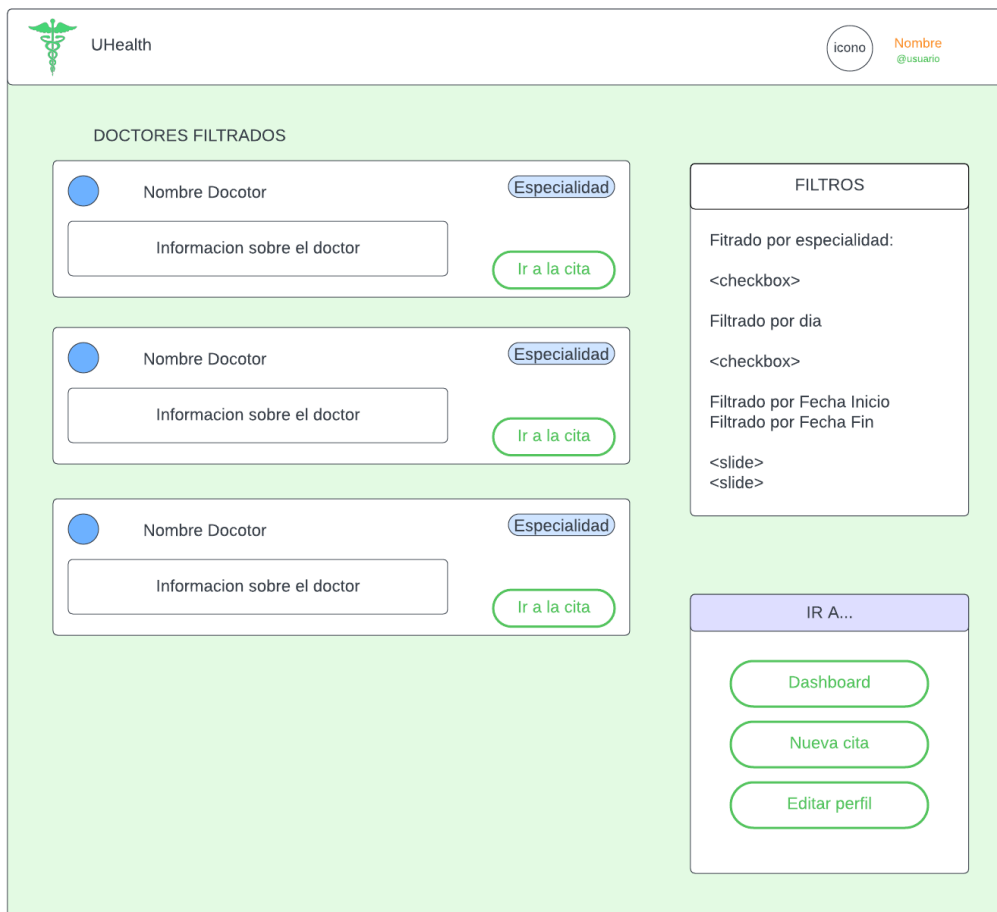 UHealth
icono
Nombre
@usuario
DOCTORES FILTRADOS
Nombre Docotor
Especialidad
Informacion sobre el doctor
Ir a la cita
Nombre Docotor
Especialidad
Informacion sobre el doctor
Ir a la cita
Nombre Docotor
Especialidad
Informacion sobre el doctor
Ir a la cita
FILTROS
Fitrado por especialidad:
<checkbox>
Filtrado por dia
<checkbox>
Filtrado por Fecha Inicio
Filtrado por Fecha Fin
<slide>
<slide>
IR A...
Dashboard
Nueva cita
Editar perfil